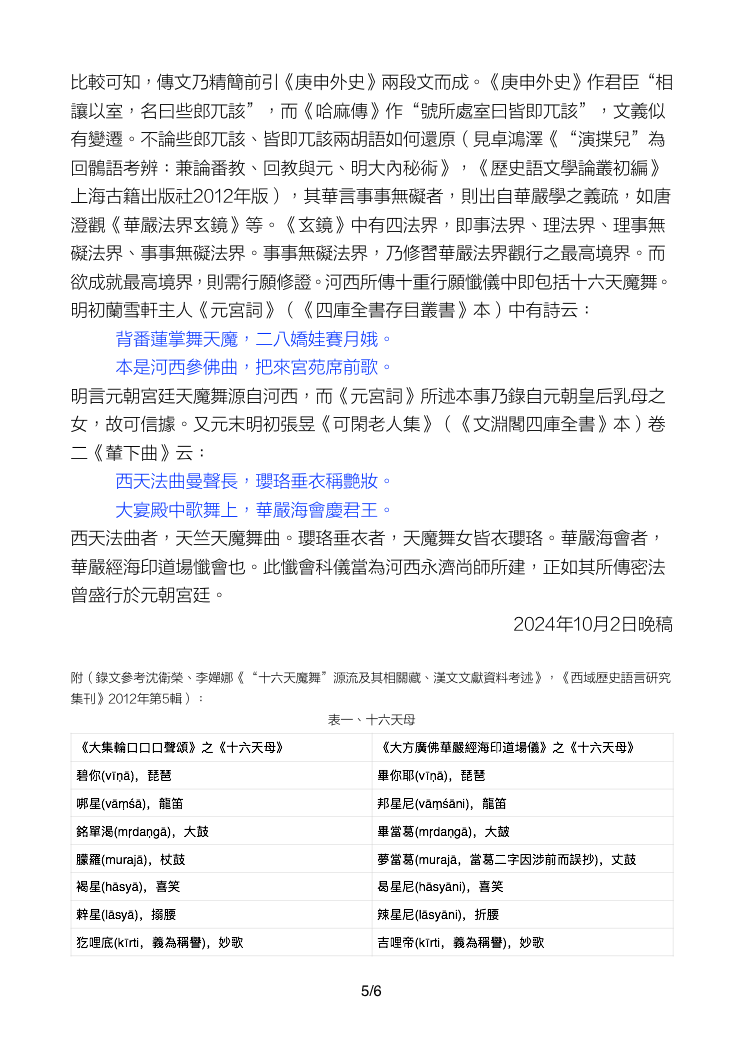 比較可知，傳文乃精簡前引《庚申外史》兩段文而成。《庚申外史》作君臣“相
讓以室，名曰些郎兀該”，而《哈麻傳》作“號所處室曰皆即兀該”，文義似
有變遷。不論些郎兀該、皆即兀該兩胡語如何還原（見卓鴻澤《“演揲兒”為
回鶻語考辨：兼論番教、回教與元、明大內秘術》，《歷史語文學論叢初編》
上海古籍出版社2012年版），其華言事事無礙者，則出自華嚴學之義疏，如唐
澄觀《華嚴法界玄鏡》等。《玄鏡》中有四法界，即事法界、理法界、理事無
礙法界、事事無礙法界。事事無礙法界，乃修習華嚴法界觀行之最高境界。而
欲成就最高境界，則需行願修證。河西所傳十重行願懺儀中即包括十六天魔舞。
明初蘭雪軒主人《元宮詞》（《四庫全書存目叢書》本）中有詩云：
背番蓮掌舞天魔，二八嬌娃賽月娥。
本是河西參佛曲，把來宮苑席前歌。
明言元朝宮廷天魔舞源自河西，而《元宮詞》所述本事乃錄自元朝皇后乳母之
女，故可信據。又元末明初張昱《可閑老人集》（《文淵閣四庫全書》本）卷
二《輦下曲》云：
西天法曲曼聲長，瓔珞垂衣稱艷妝。
大宴殿中歌舞上，華嚴海會慶君王。
西天法曲者，天竺天魔舞曲。瓔珞垂衣者，天魔舞女皆衣瓔珞。華嚴海會者，
華嚴經海印道場懺會也。此懺會科儀當為河西永濟尚師所建，正如其所傳密法
曾盛行於元朝宮廷。
2024年10月2日晚稿
附（錄文參考沈衛榮、李嬋娜《“十六天魔舞”源流及其相關藏、漢文文獻資料考述》，《西域歷史語言研究
集刊》2012年第5輯）：
表一、十六天母
《大集輪口口口聲頌》之《十六天母》	《大方廣佛華嚴經海印道場儀》之《十六天母》
碧你(vīṇā)，琵琶	畢你耶(vīṇā)，琵琶
哪星(vāṃśā)，龍笛	邦星尼(vāṃśāni)，龍笛
銘單渴(mṛdaṇgā)，大鼓	畢當葛(mṛdaṇgā)，大皷
朦羅(murajā)，杖鼓	夢當葛(murajā，當葛二字因涉前而誤抄)，丈鼓
褐星(hāsyā)，喜笑	曷星尼(hāsyāni)，喜笑
辢星(lāsyā)，搦腰	辣星尼(lāsyāni)，折腰
犵哩底(kīrti，義為稱譽)，妙歌	吉哩帝(kīrti，義為稱譽)，妙歌
5/6